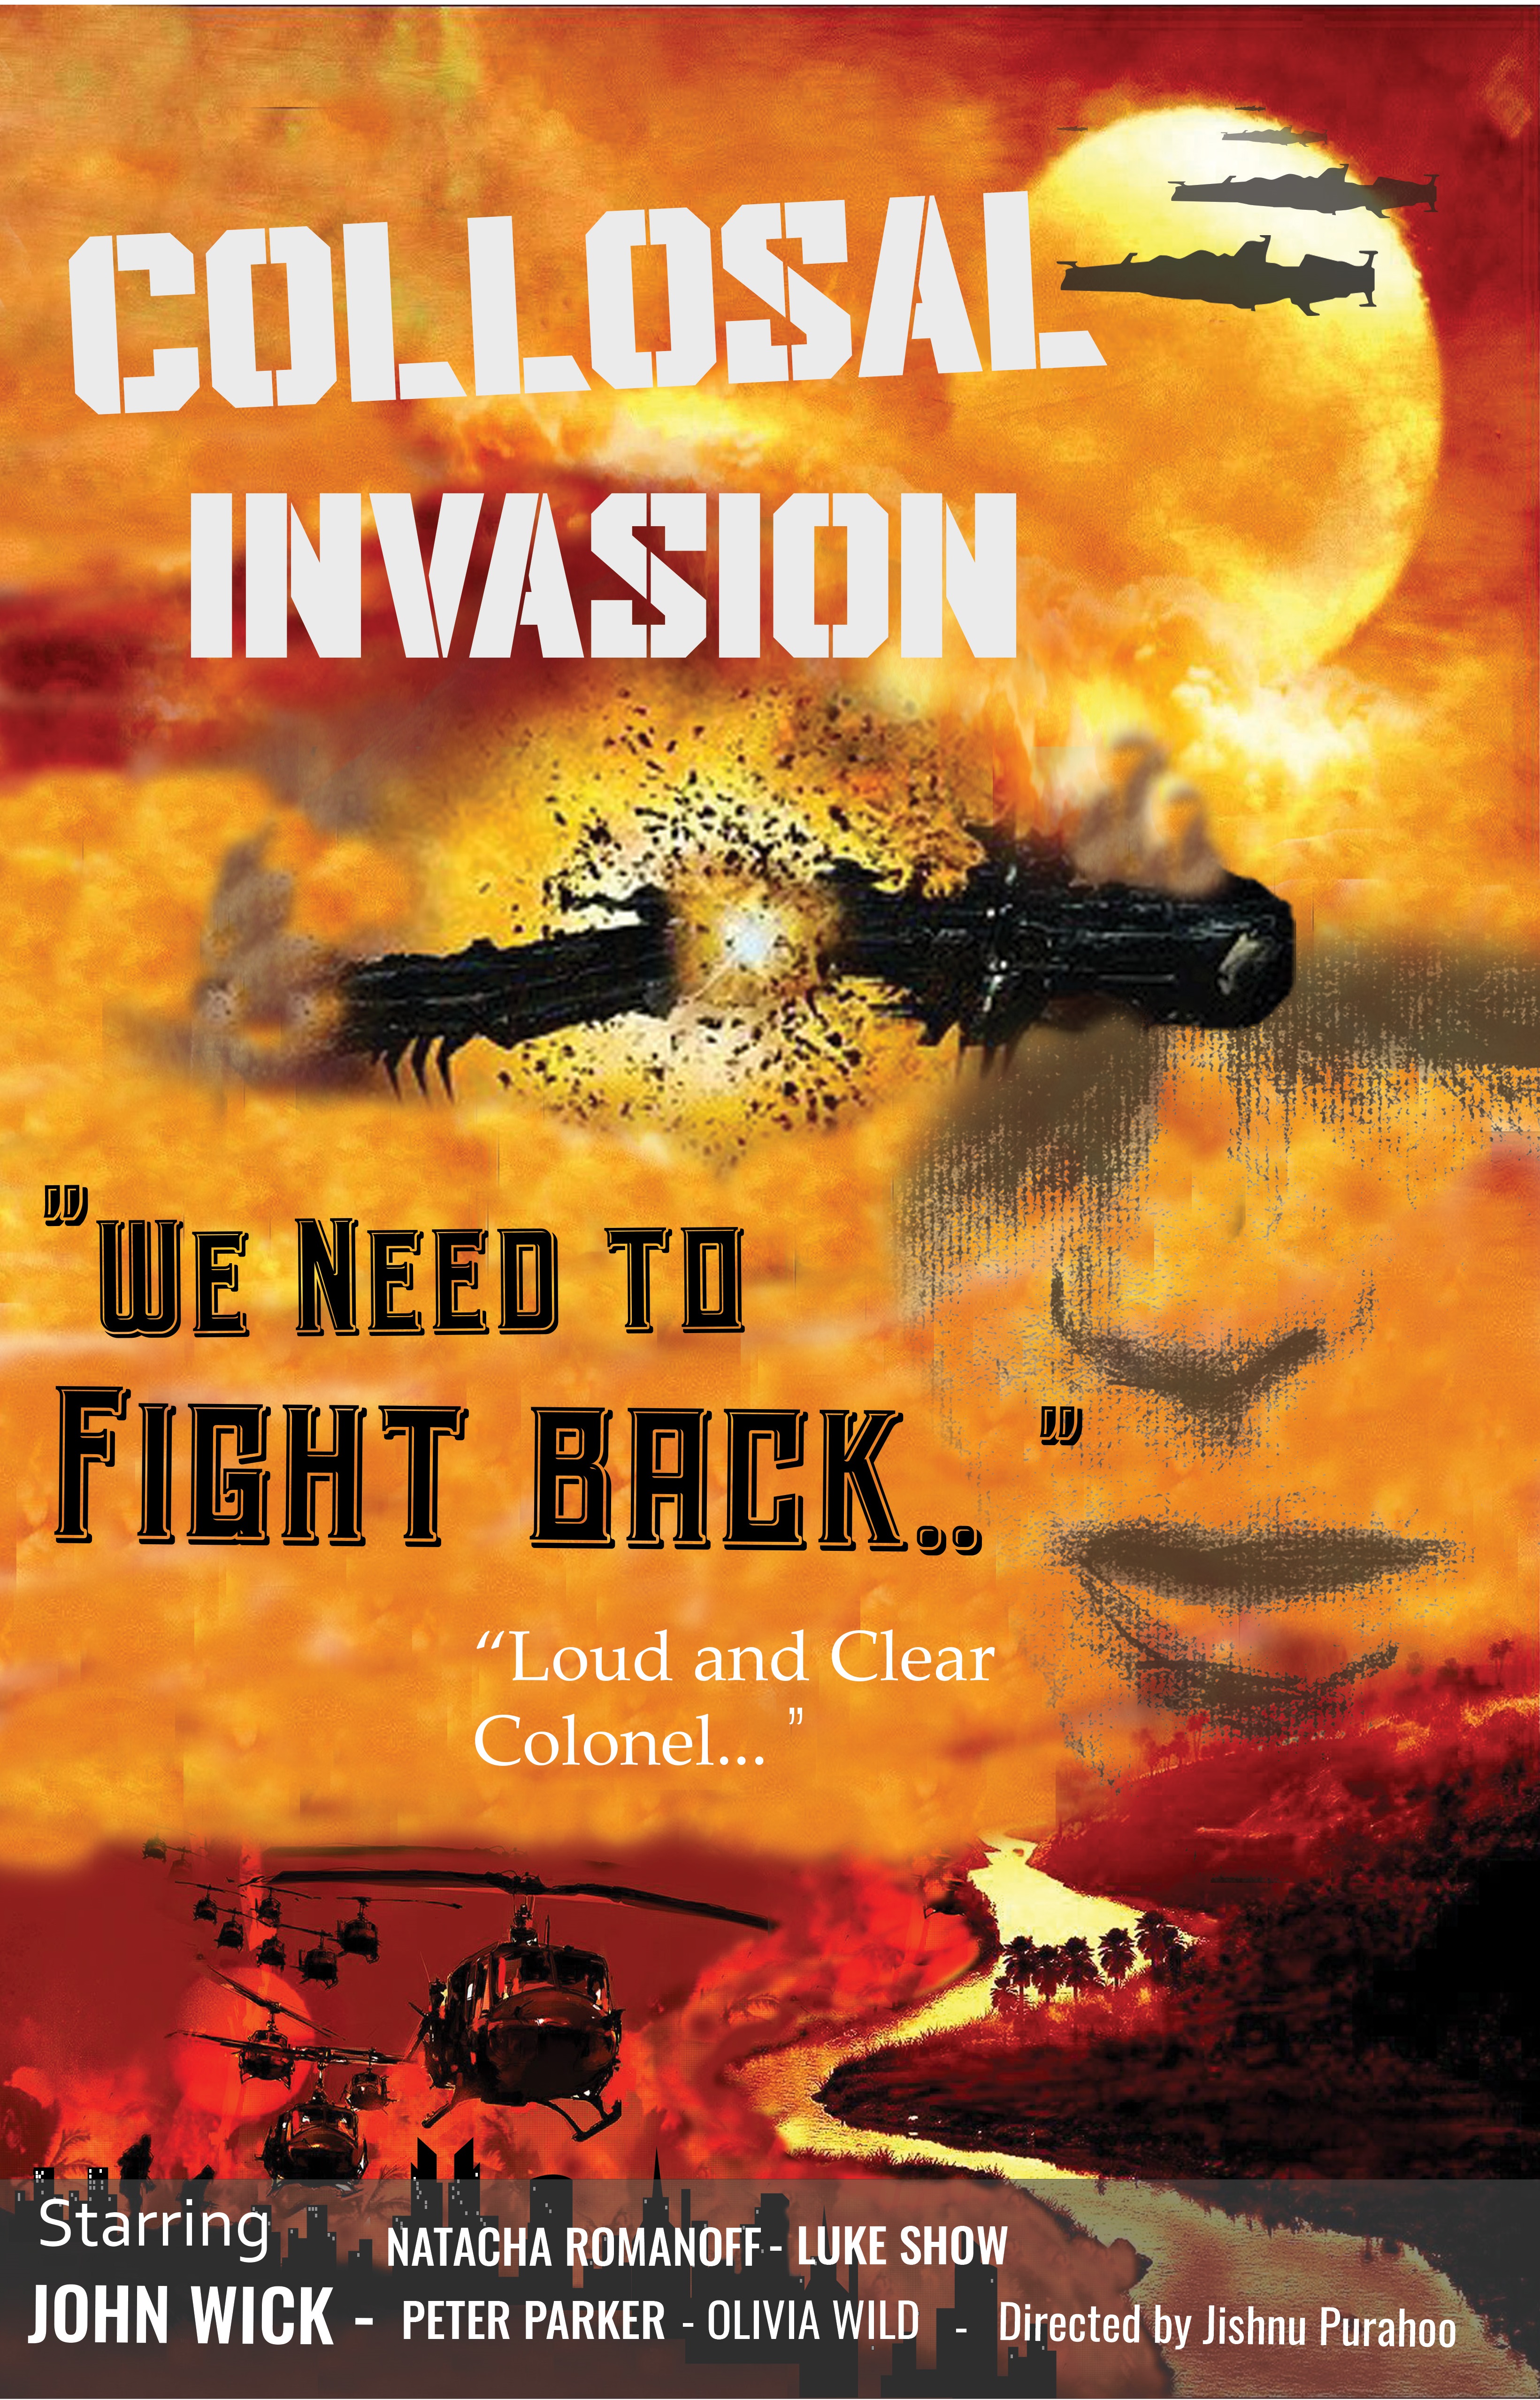 COLLOSAL
INVASION
"WE NEED TO
FIGHT BACK.. "
“Loud and Clear
Colonel... ”
Starring
NATACHA ROMANOFF - LUKE SHOW
JOHN WICK - PETER PARKER - OLIVIA WILD - Directed by Jishnu Purahoo